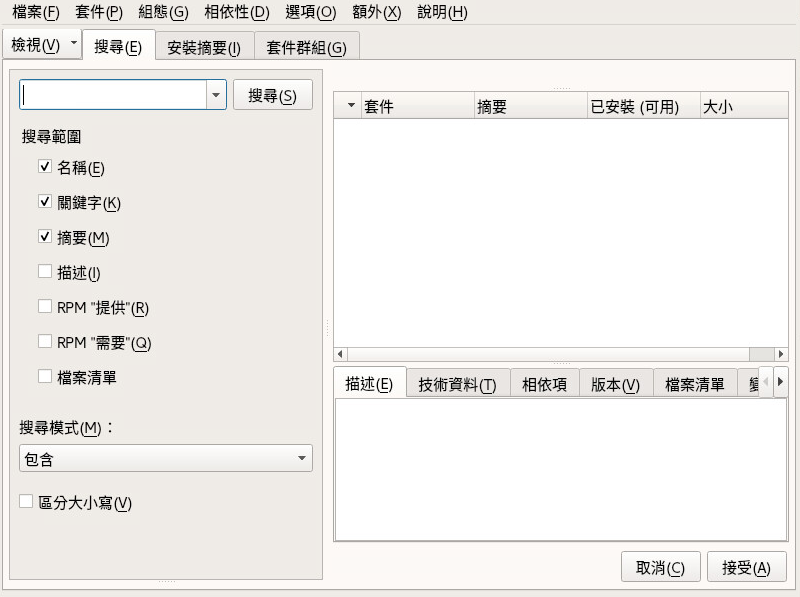 檔案(F) 套件(P) 組態(G) 相依性(D) 選項(O) 額外(X) 說明(H)
檢視(V) 搜尋(E) 安裝摘要(I) 套件群組(G)
搜尋(S)
搜尋範圍
名稱(E)
關鍵字(K)
摘要(M)
描述(I)
RPM "提供"(R)
RPM "需要"(Q)
檔案清單
搜尋模式(M)：
包含
區分大小寫(V)
套件 摘要 已安裝 (可用) 大小
描述(E) 技術資料(T) 相依項 版本(V) 檔案清單
取消(C) 接受(A)